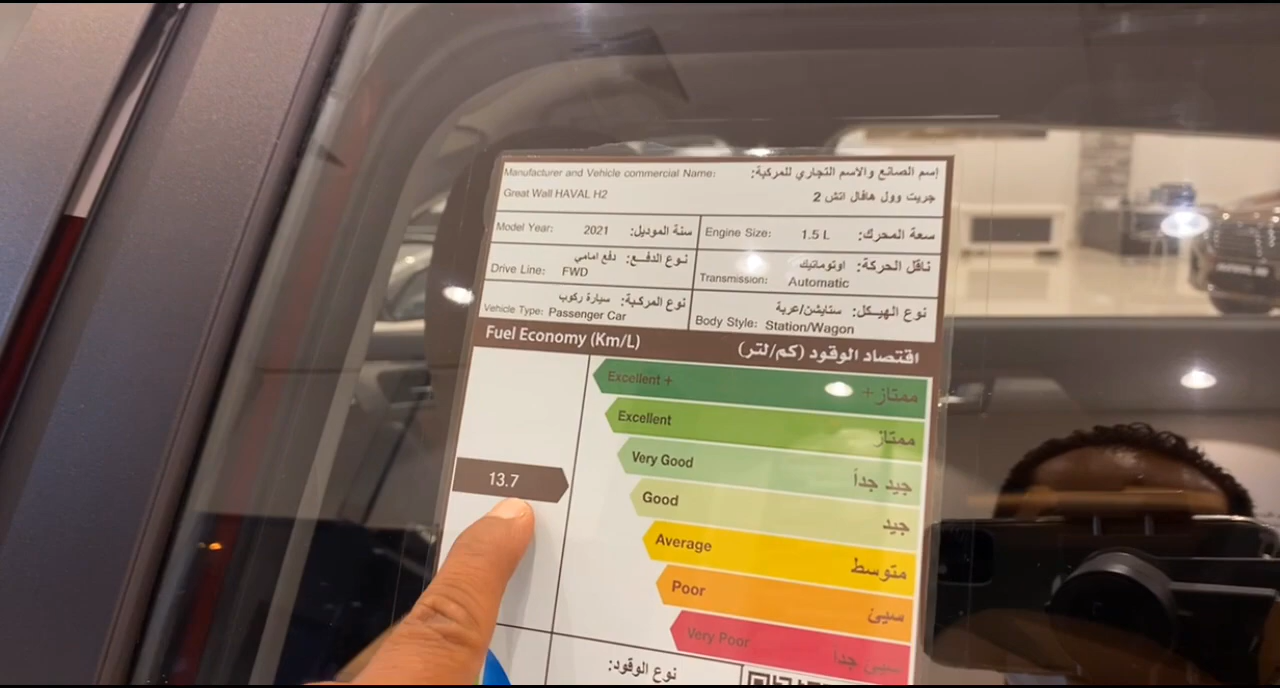 Manufacturer and Vehicle commercial Name: إسم الصانع والاسم التجاري للمركبة:
Great Wall HAVAL H2 جريت وول هافال اتش 2
Model Year: 2021 سنة الموديل: Engine Size: 1.5 L سعة المحرك:
Drive Line: FWD نوع الدفع: دفع امامي Transmission: Automatic ناقل الحركة: اوتوماتيك
Vehicle Type: Passenger Car نوع المركبة: سيارة ركوب Body Style: Station/Wagon نوع الهيكل: ستايشن/عربة
Fuel Economy (Km/L) اقتصاد الوقود (كم/لتر)
Excellent + ممتاز+
Excellent ممتاز
Very Good جيد جداً
13.7
Good جيد
Average متوسط
Poor سيئ
Very Poor سيئ جدا
نوع الوقود: